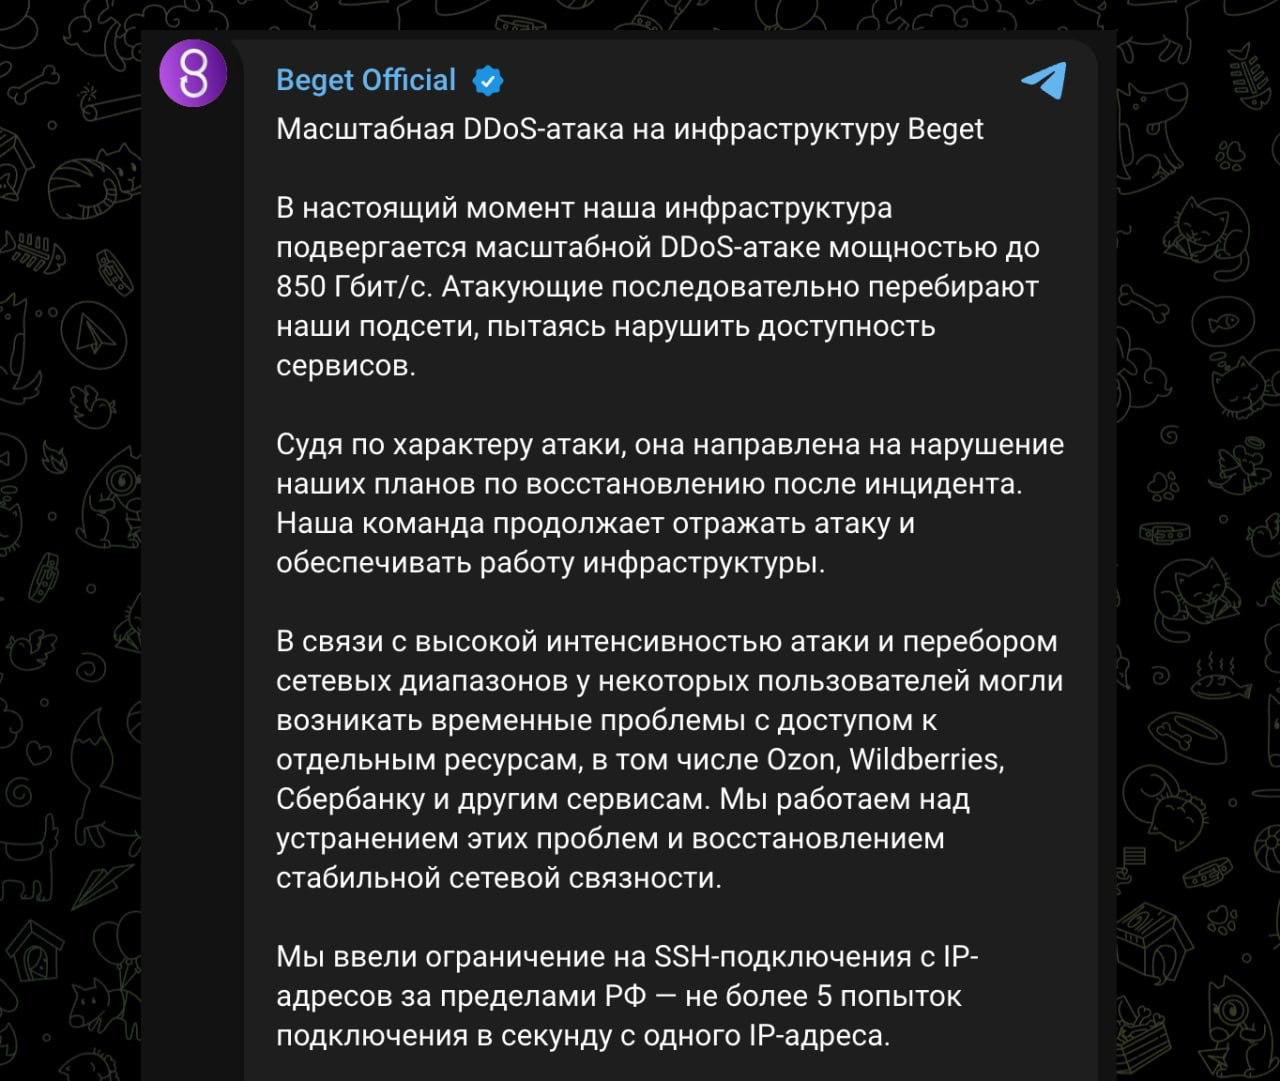 Beget Official
Масштабная DDoS-атака на инфраструктуру Beget
В настоящий момент наша инфраструктура
подвергается масштабной DDoS-атаке мощностью до
850 Гбит/с. Атакующие последовательно перебирают
наши подсети, пытаясь нарушить доступность
сервисов.
Судя по характеру атаки, она направлена на нарушение
наших планов по восстановлению после инцидента.
Наша команда продолжает отражать атаку и
обеспечивать работу инфраструктуры.
В связи с высокой интенсивностью атаки и перебором
сетевых диапазонов у некоторых пользователей могли
возникать временные проблемы с доступом к
отдельным ресурсам, в том числе Ozon, Wildberries,
Сбербанку и другим сервисам. Мы работаем над
устранением этих проблем и восстановлением
стабильной сетевой связности.
Мы ввели ограничение на SSH-подключения с IP-
адресов за пределами РФ — не более 5 попыток
подключения в секунду с одного IP-адреса.